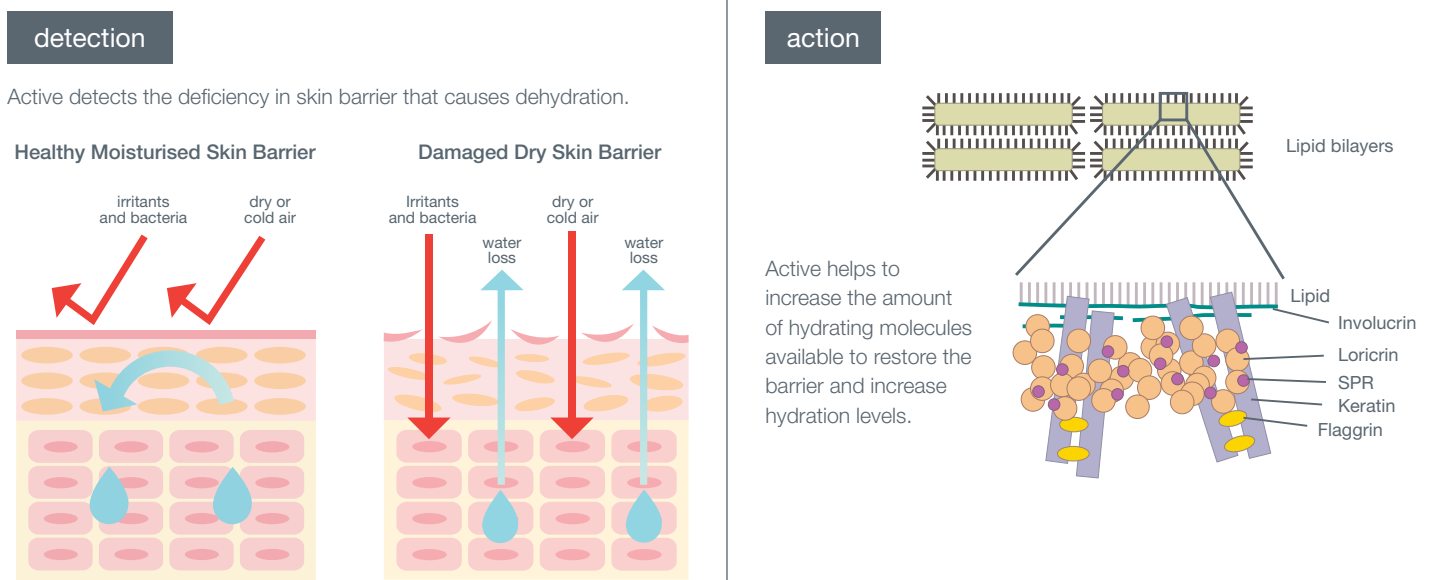 detection
Active detects the deficiency in skin barrier that causes dehydration.
Healthy Moisturised Skin Barrier
irritants
and bacteria
dry or
cold air
Damaged Dry Skin Barrier
Irritants
and bacteria
water
loss
dry or
cold air
water
loss
action
Lipid bilayers
Active helps to
increase the amount
of hydrating molecules
available to restore the
barrier and increase
hydration levels.
Lipid
Involucrin
Loricrin
SPR
Keratin
Flaggrin